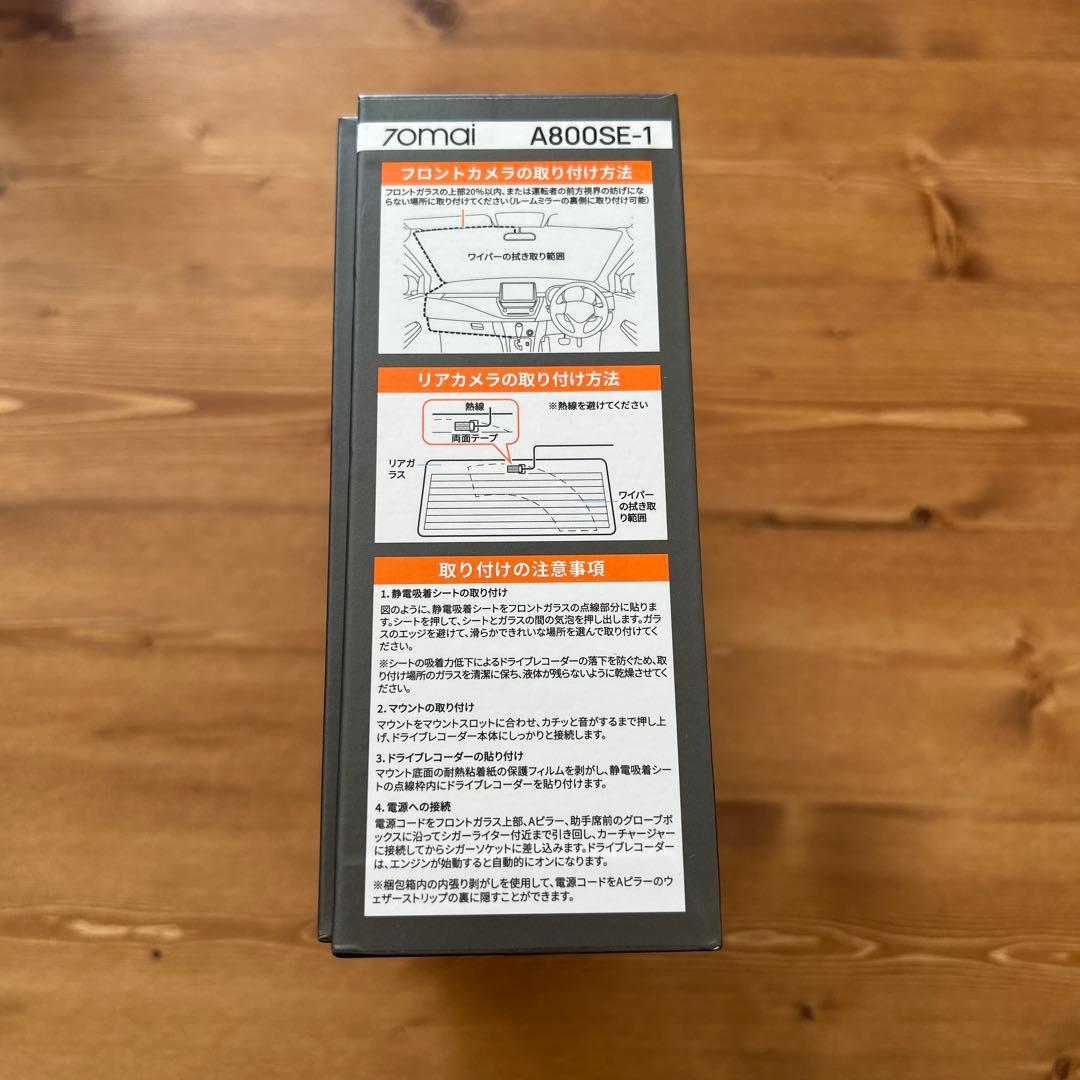 70mai A800SE-1
フロントカメラの取り付け方法
フロントガラスの上部20%以内、または運転者の前方視界の妨げにな
らない場所に取り付けてください(ルームミラーの裏側に取り付け可能)
ワイパーの拭き取り範囲
リアカメラの取り付け方法
熱線
※熱線を避けてください
両面テープ
リアガ
ラス
ワイパー
の拭き取
り範囲
取り付けの注意事項
1. 静電吸着シートの取り付け
図のように、静電吸着シートをフロントガラスの点線部分に貼りま
す。シートを押して、シートとガラスの間の気泡を押し出します。ガラ
スのエッジを避けて、滑らかできれいな場所を選んで取り付けてく
ださい。
※シートの吸着力低下によるドライブレコーダーの落下を防ぐため、取
り付け場所のガラスを清潔に保ち、液体が残らないように乾燥させてく
ださい。
2. マウントの取り付け
マウントをマウントスロットに合わせ、カチッと音がするまで押し上
げ、ドライブレコーダー本体にしっかりと接続します。
3. ドライブレコーダーの貼り付け
マウント底面の耐熱粘着紙の保護フィルムを剥がし、静電吸着シー
トの点線枠内にドライブレコーダーを貼り付けます。
4. 電源への接続
電源コードをフロントガラス上部、Aピラー、助手席前のグローブボ
ックスに沿ってシガーライター付近まで引き回し、カーチャージャー
に接続してからシガーソケットに差し込みます。ドライブレコーダー
は、エンジンが始動すると自動的にオンになります。
※梱包箱内の内張り剥がしを使用して、電源コードをAピラーのウ
ェザーストリップの裏に隠すことができます。